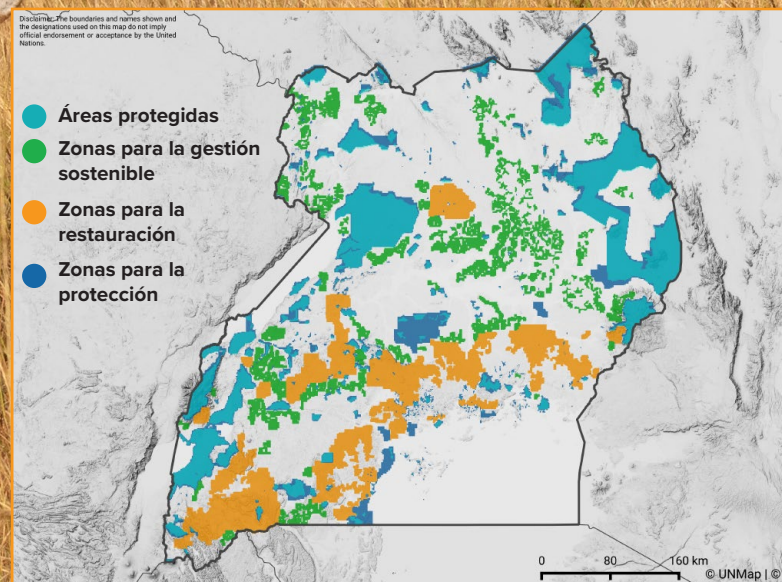 Disclaimer: The boundaries and names shown and
the designations used on this map do not imply
official endorsement or acceptance by the United
Nations.
Áreas protegidas
Zonas para la gestión
sostenible
Zonas para la
restauración
Zonas para la
protección
0 80 160 km
© UNMap | ©